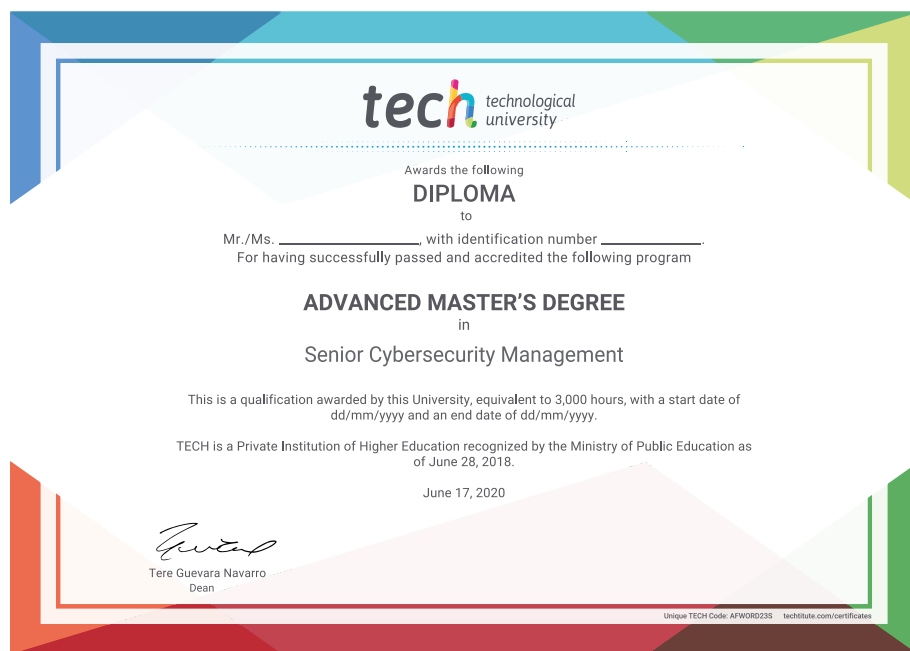 tech technological
university
Awards the following
DIPLOMA
to
Mr./Ms. ____________________, with identification number ______________.
For having successfully passed and accredited the following program
ADVANCED MASTER'S DEGREE
in
Senior Cybersecurity Management
This is a qualification awarded by this University, equivalent to 3,000 hours, with a start date of
dd/mm/yyyy and an end date of dd/mm/yyyy.
TECH is a Private Institution of Higher Education recognized by the Ministry of Public Education as
of June 28, 2018.
June 17, 2020
Tere Guevara Navarro
Dean
Unique TECH Code: AFWORD23S techtitute.com/certificates